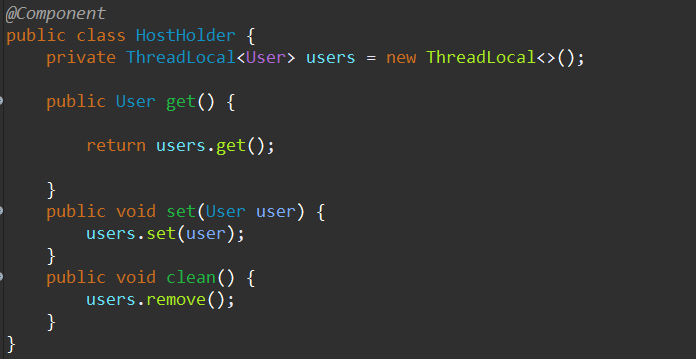 @Component
public class HostHolder {
    private ThreadLocal<User> users = new ThreadLocal<>();
    public User get() {
        return users.get();
    }
    public void set(User user) {
        users.set(user);
    }
    public void clean() {
        users.remove();
    }
}